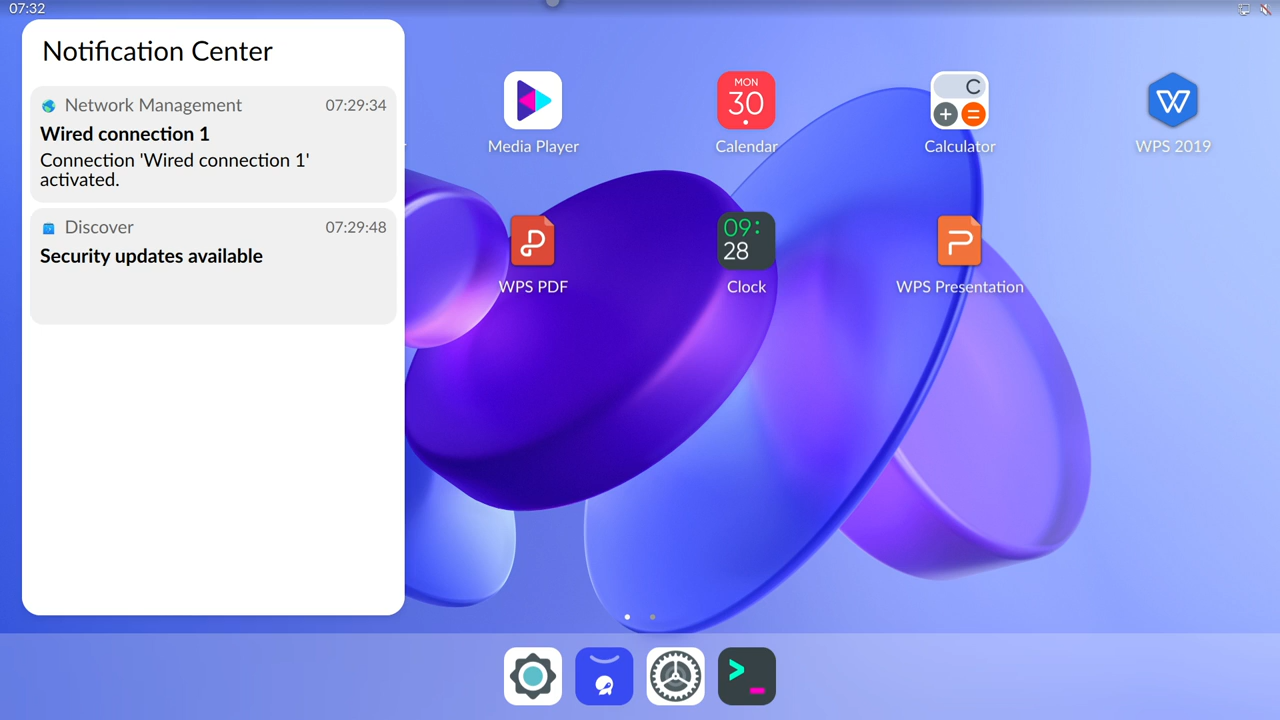 07:32
Notification Center
Network Management 07:29:34
Wired connection 1
Connection 'Wired connection 1'
activated.
Discover 07:29:48
Security updates available
MON
30
C
Media Player
Calendar
Calculator
WPS 2019
09:
28
WPS PDF
Clock
WPS Presentation